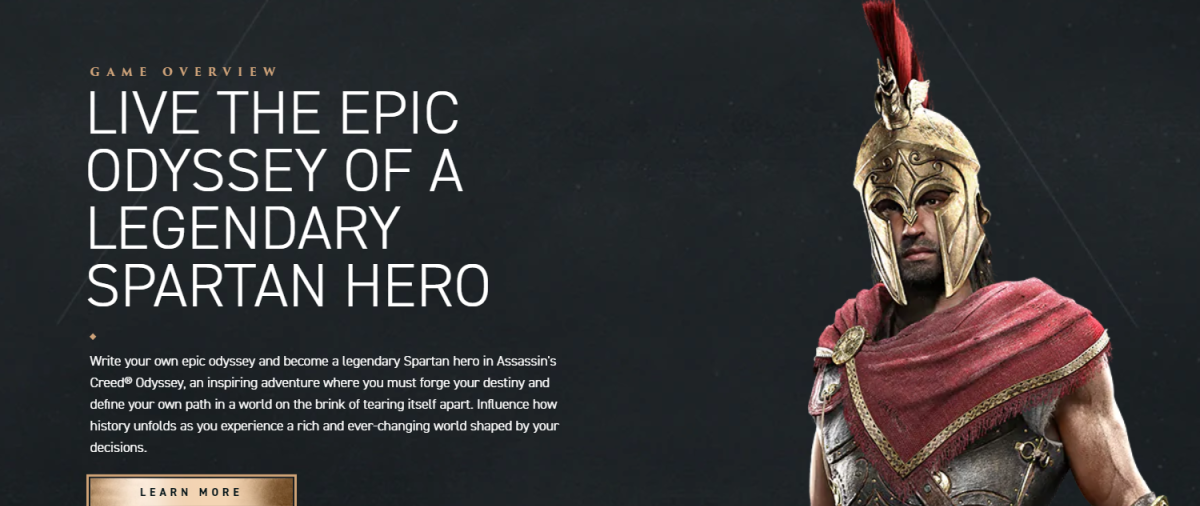 GAME OVERVIEW
LIVE THE EPIC
ODYSSEY OF A
LEGENDARY
SPARTAN HERO
Write your own epic odyssey and become a legendary Spartan hero in Assassin's
Creed® Odyssey, an inspiring adventure where you must forge your destiny and
define your own path in a world on the brink of tearing itself apart. Influence how
history unfolds as you experience a rich and ever-changing world shaped by your
decisions.
LEARN MORE